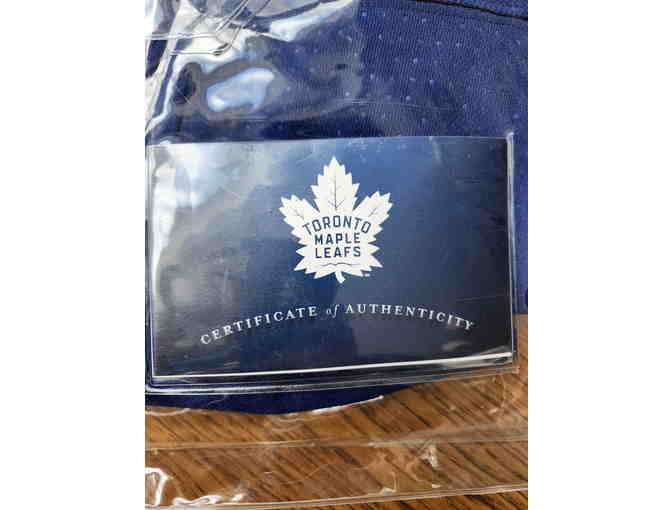 TORONTO
MAPLE
LEAFS
CERTIFICATE of AUTHENTICITY